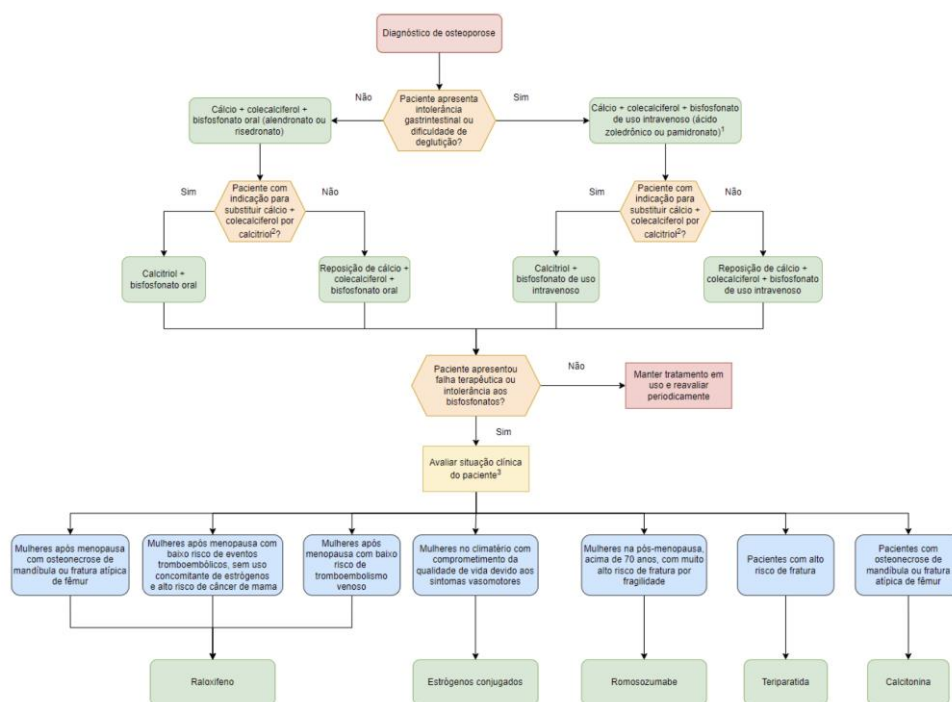 Diagnóstico de osteoporose
Não
Paciente apresenta
intolerância
gastrintestinal ou
dificuldade de
deglutição?
Sim
Cálcio + colecalciferol +
bisfosfonato oral (alendronato ou
risedronato)
Cálcio + colecalciferol + bisfosfonato
de uso intravenoso (ácido
zoledrônico ou pamidronato)¹
Sim
Paciente com
indicação para
substituir cálcio +
colecalciferol por
calcitriol²?
Não
Sim
Paciente com
indicação para
substituir cálcio +
colecalciferol por
calcitriol²?
Não
Calcitriol +
bisfosfonato oral
Reposição de cálcio +
colecalciferol +
bisfosfonato oral
Calcitriol +
bisfosfonato de uso
intravenoso
Reposição de cálcio +
colecalciferol + bisfosfonato
de uso intravenoso
Paciente apresentou
falha terapêutica ou
intolerância aos
bisfosfonatos?
Não
Manter tratamento em
uso e reavaliar
periodicamente
Sim
Avaliar situação clínica
do paciente³
Mulheres após menopausa
com osteonecrose de
mandíbula ou fratura atípica
de fêmur
Mulheres após menopausa com
baixo risco de eventos
tromboembólicos, sem uso
concomitante de estrógenos
e alto risco de câncer de mama
Mulheres após
menopausa com baixo
risco de
tromboembolismo
venoso
Mulheres no climatério com
comprometimento da
qualidade de vida devido aos
sintomas vasomotores
Mulheres na pós-menopausa,
acima de 70 anos, com muito
alto risco de fratura por
fragilidade
Pacientes com alto
risco de fratura
Pacientes com
osteonecrose de
mandíbula ou fratura
atípica de fêmur
Raloxifeno
Estrógenos conjugados
Romosozumabe
Teriparatida
Calcitonina